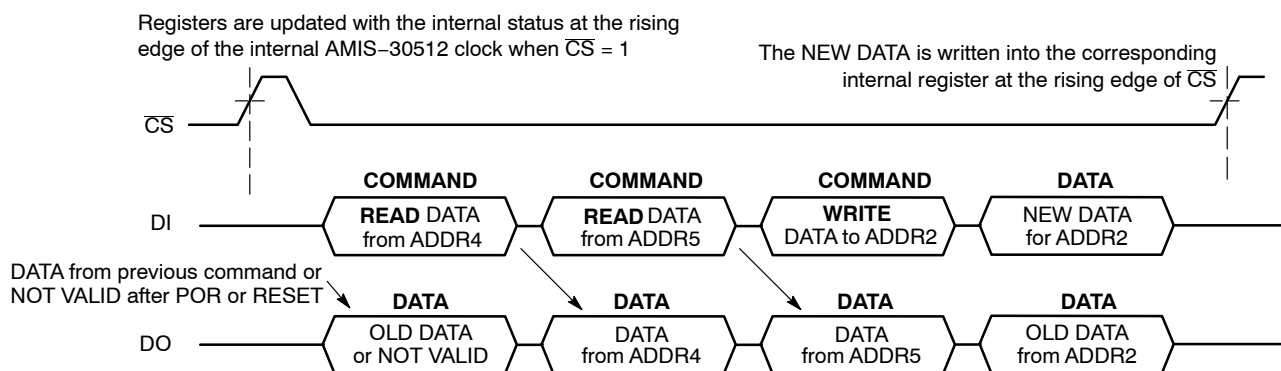 Registers are updated with the internal status at the rising
edge of the internal AMIS−30512 clock when CS = 1
The NEW DATA is written into the corresponding
internal register at the rising edge of CS
CS
COMMAND
COMMAND
COMMAND
DATA
DI
READ DATA
from ADDR4
READ DATA
from ADDR5
WRITE
DATA to ADDR2
NEW DATA
for ADDR2
DATA from previous command or
NOT VALID after POR or RESET
DATA
DATA
DATA
DATA
DO
OLD DATA
or NOT VALID
DATA
from ADDR4
DATA
from ADDR5
OLD DATA
from ADDR2